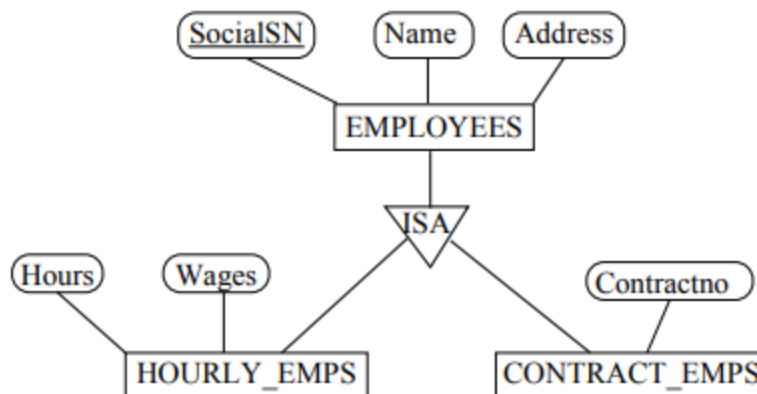 SocialSN
Name
Address
EMPLOYEES
ISA
Hours
Wages
Contractno
HOURLY_EMPS
CONTRACT_EMPS